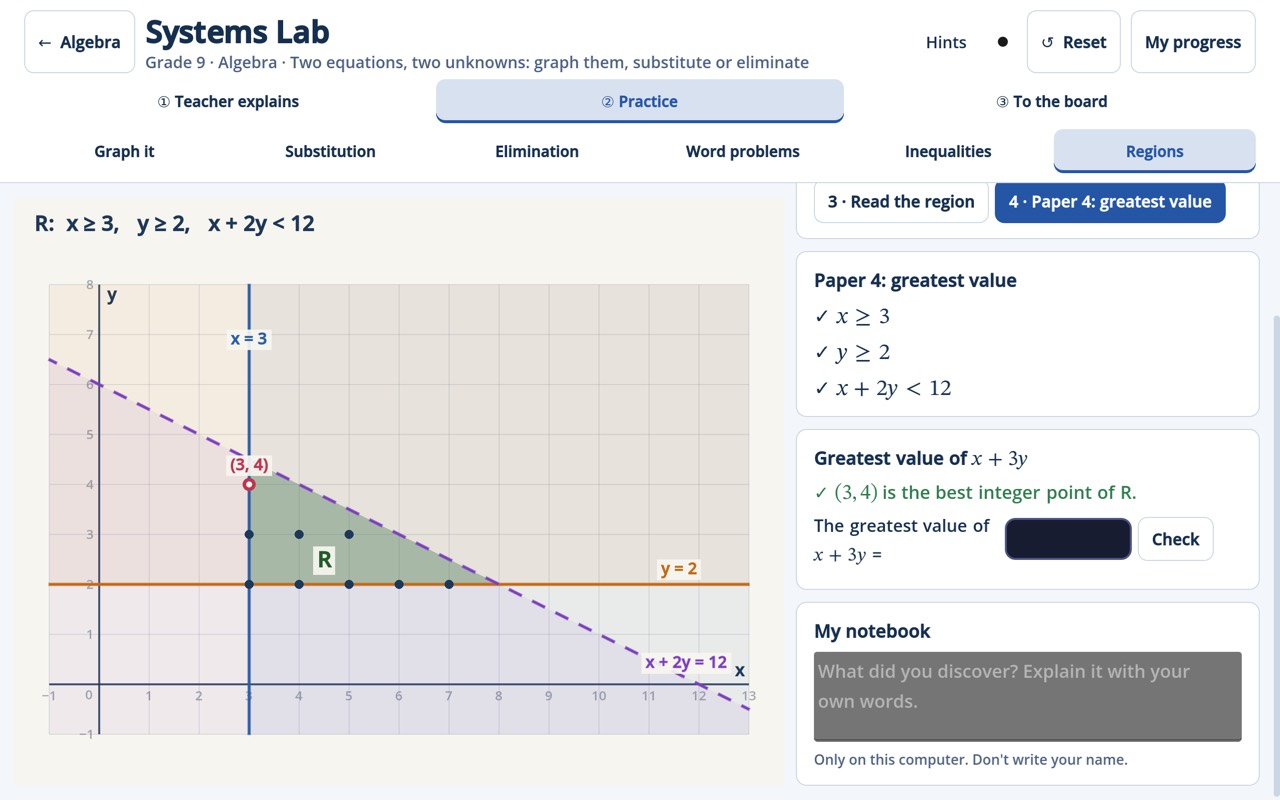 ← Algebra
Systems Lab
Grade 9 · Algebra · Two equations, two unknowns: graph them, substitute or eliminate
Hints
↺ Reset
My progress
① Teacher explains
② Practice
③ To the board
Graph it
Substitution
Elimination
Word problems
Inequalities
Regions
R: x ≥ 3, y ≥ 2, x + 2y < 12
8
y
7
x = 3
6
5
(3, 4)
4
3
R
y = 2
2
1
x + 2y = 12
x
−1 0 1 2 3 4 5 6 7 8 9 10 11 12 13
−1
3 · Read the region
4 · Paper 4: greatest value
Paper 4: greatest value
✓ x ≥ 3
✓ y ≥ 2
✓ x + 2y < 12
Greatest value of x + 3y
✓ (3, 4) is the best integer point of R.
The greatest value of
x + 3y =
Check
My notebook
What did you discover? Explain it with your
own words.
Only on this computer. Don't write your name.